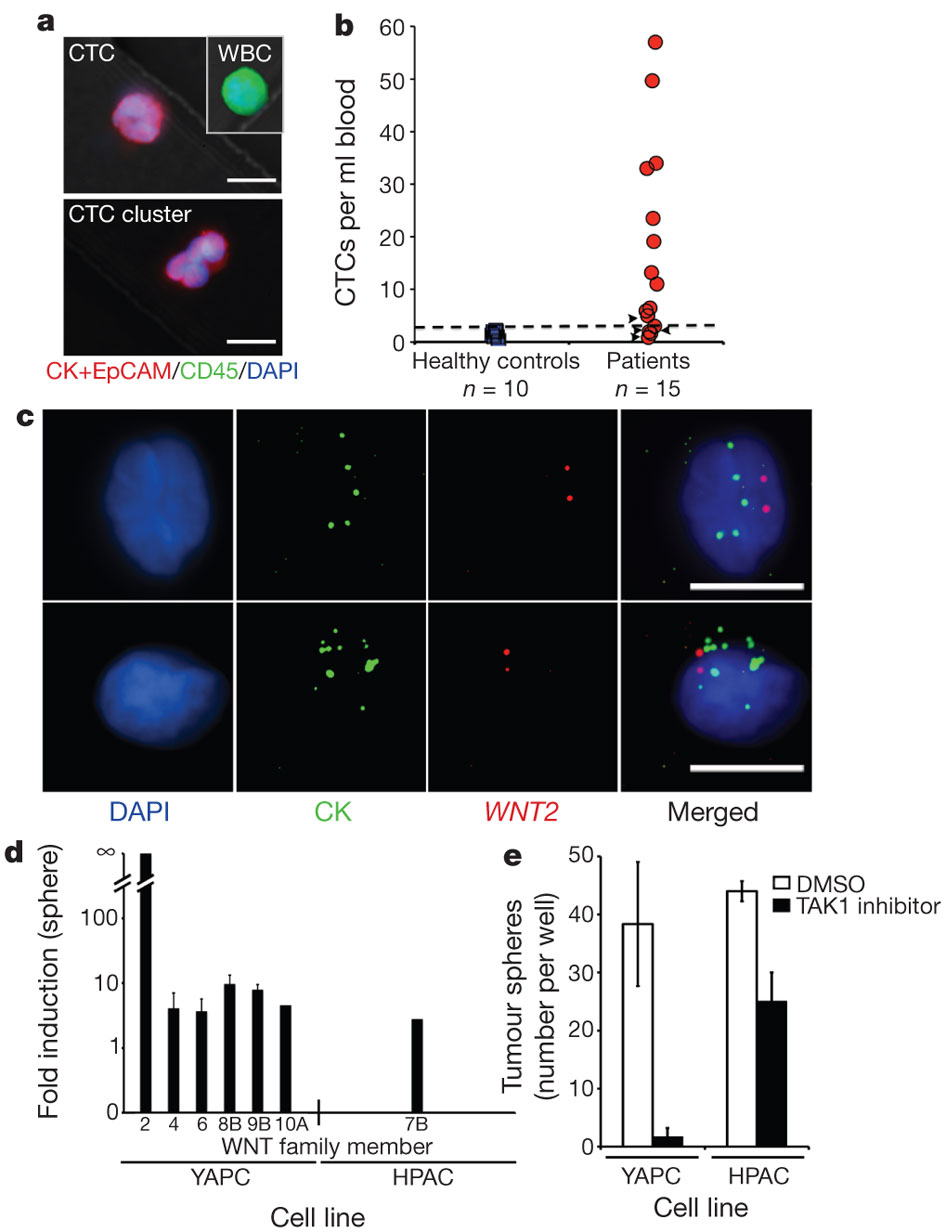 a
CTC
WBC
CTC cluster
CK+EpCAM/CD45/DAPI
b
CTCs per ml blood
60
50
40
30
20
10
0
Healthy controls
n = 10
Patients
n = 15
c
DAPI
CK
WNT2
Merged
d
Fold induction (sphere)
∞
100
10
1
0
2 4 6 8B 9B 10A 7B
WNT family member
YAPC HPAC
Cell line
e
Tumour spheres
(number per well)
50
40
30
20
10
0
DMSO
TAK1 inhibitor
YAPC HPAC
Cell line